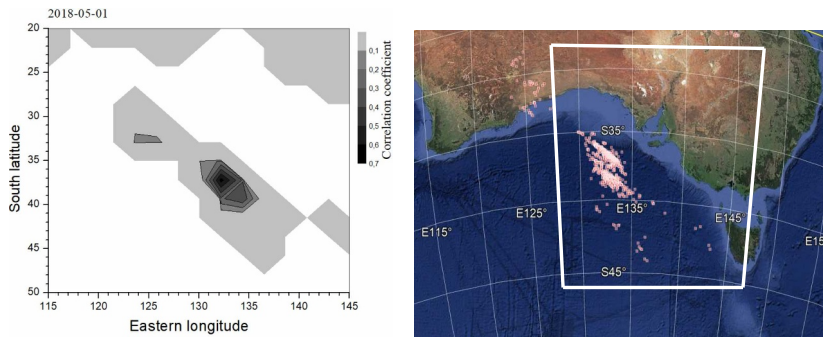 2018-05-01
20
25
30
35
40
45
50
South latitude
115
120
125
130
135
140
145
Eastern longitude
0,1
0,2
0,3
0,4
0,5
0,6
0,7
Correlation coefficient
S35°
E135°
E125°
E145°
E115°
E15
S45°